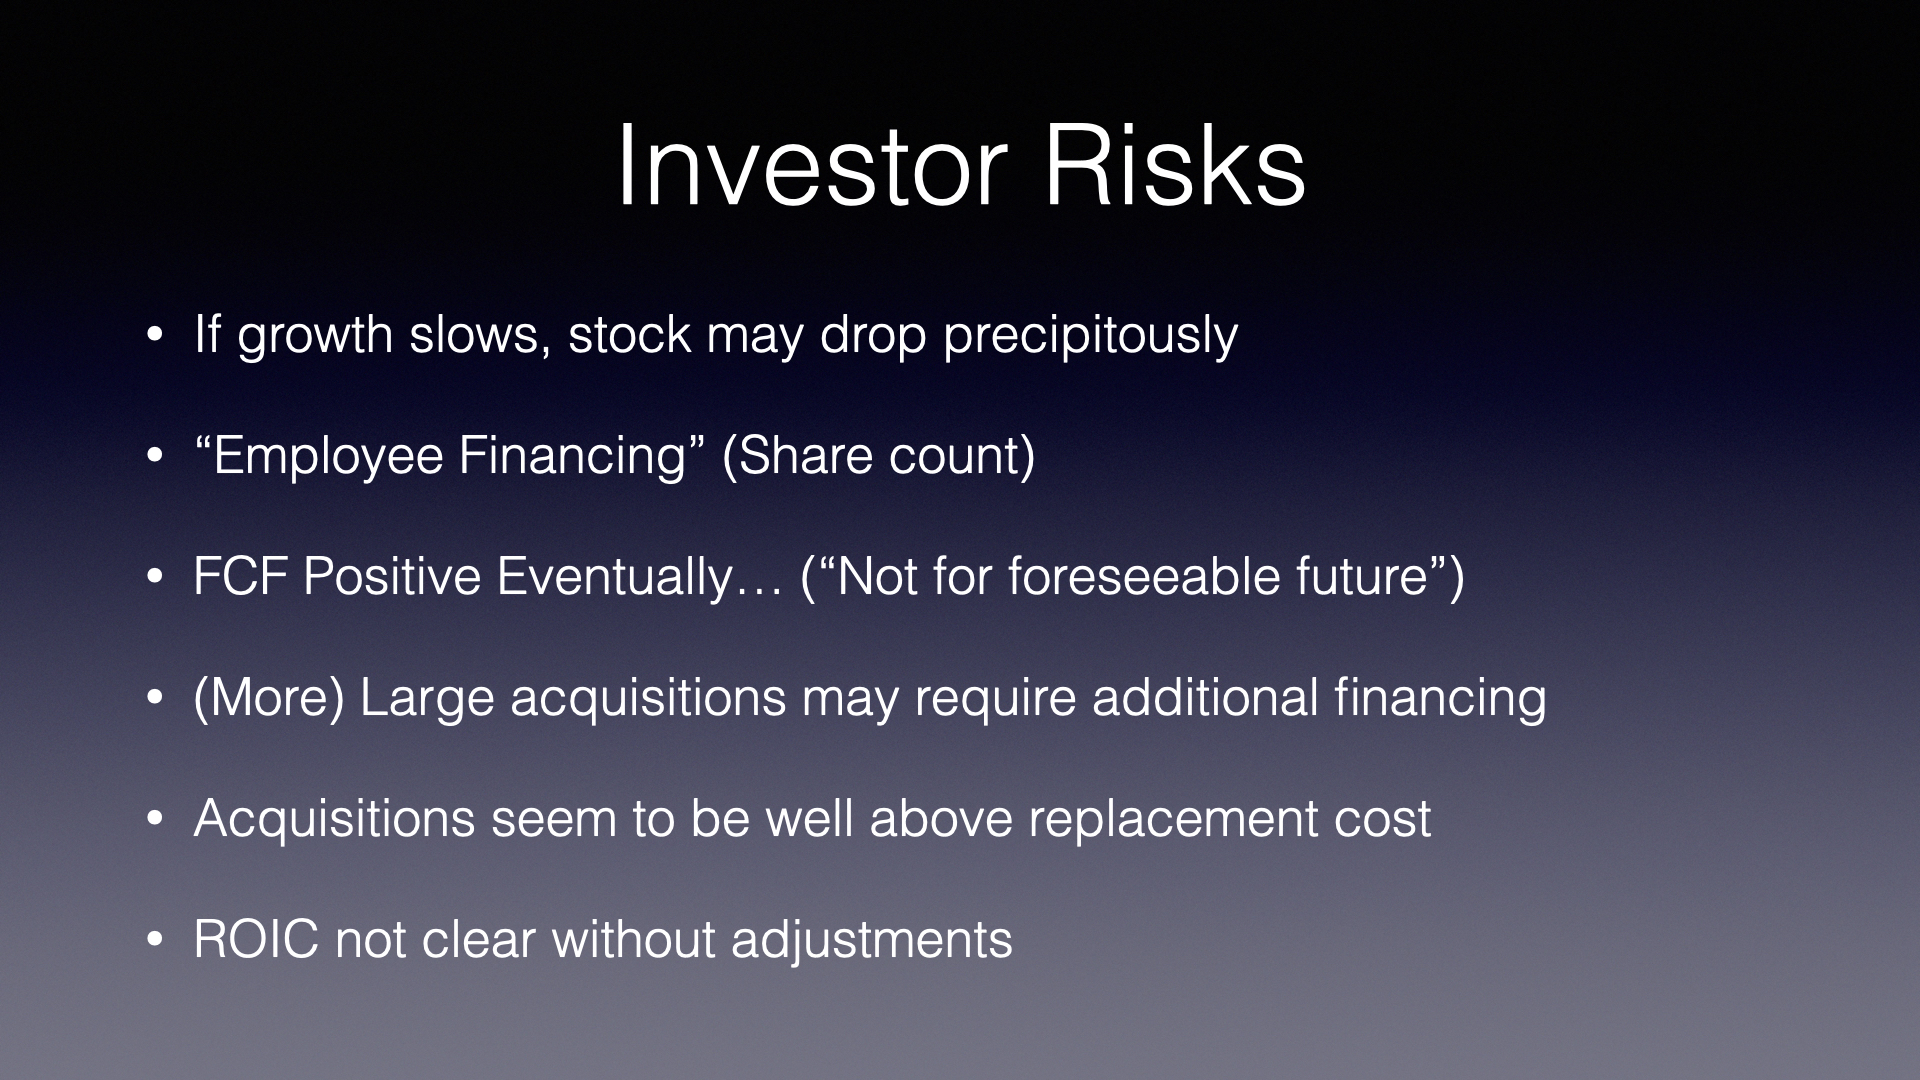 Investor Risks
• If growth slows, stock may drop precipitously
• “Employee Financing” (Share count)
• FCF Positive Eventually… (“Not for foreseeable future”)
• (More) Large acquisitions may require additional financing
• Acquisitions seem to be well above replacement cost
• ROIC not clear without adjustments